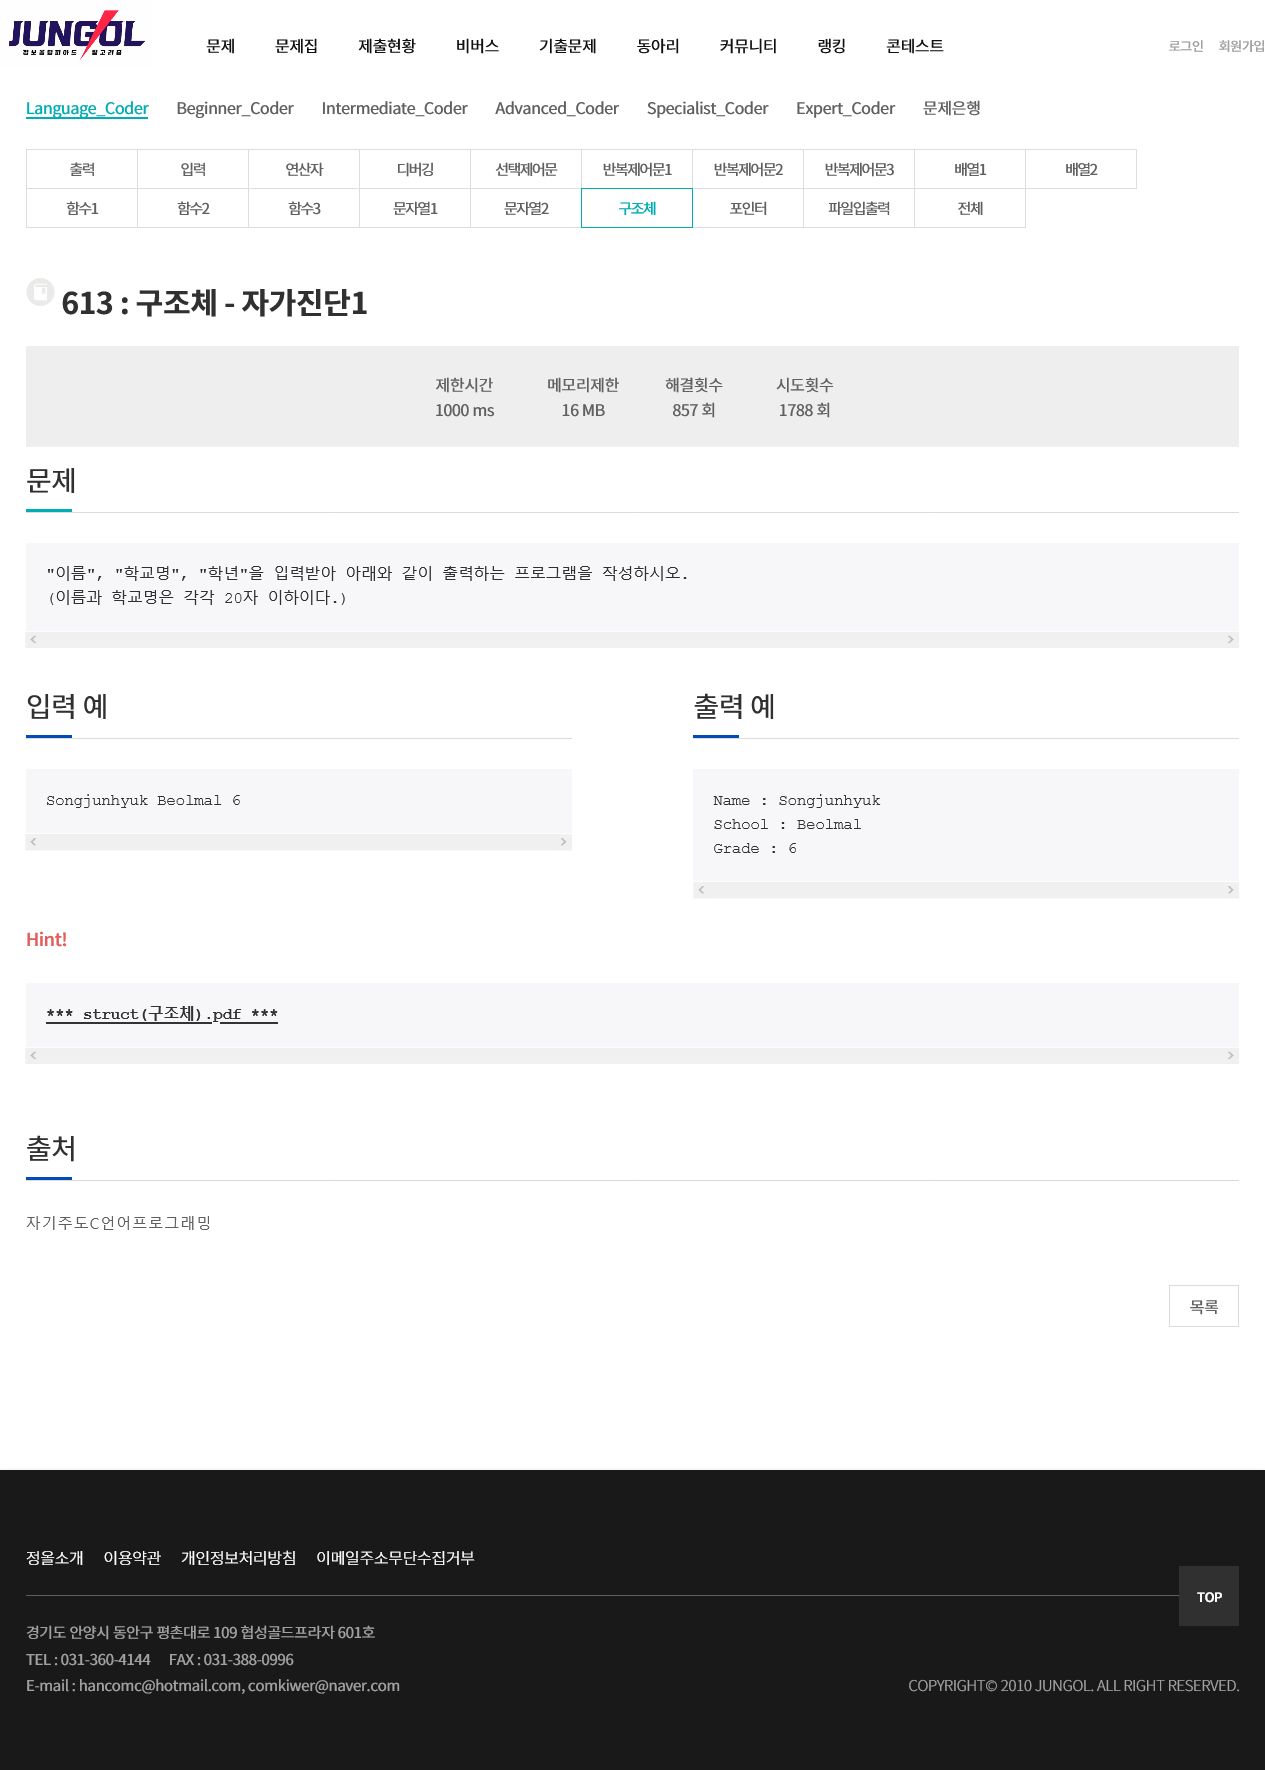 JUNGOL
정보올림피아드 알고리즘
문제 문제집 제출현황 비버스 기출문제 동아리 커뮤니티 랭킹 콘테스트 로그인 회원가입
Language_Coder Beginner_Coder Intermediate_Coder Advanced_Coder Specialist_Coder Expert_Coder 문제은행
출력 입력 연산자 디버깅 선택제어문 반복제어문1 반복제어문2 반복제어문3 배열1 배열2
함수1 함수2 함수3 문자열1 문자열2 구조체 포인터 파일입출력 전체
613 : 구조체 - 자가진단1
제한시간 메모리제한 해결횟수 시도횟수
1000 ms 16 MB 857 회 1788 회
문제
"이름", "학교명", "학년"을 입력받아 아래와 같이 출력하는 프로그램을 작성하시오.
(이름과 학교명은 각각 20자 이하이다.)
입력 예
Songjunhyuk Beolmal 6
출력 예
Name : Songjunhyuk
School : Beolmal
Grade : 6
Hint!
*** struct(구조체).pdf ***
출처
자기주도C언어프로그래밍
목록
정올소개 이용약관 개인정보처리방침 이메일주소무단수집거부
TOP
경기도 안양시 동안구 평촌대로 109 협성골드프라자 601호
TEL : 031-360-4144 FAX : 031-388-0996
E-mail : hancomc@hotmail.com, comkiwer@naver.com
COPYRIGHT© 2010 JUNGOL. ALL RIGHT RESERVED.